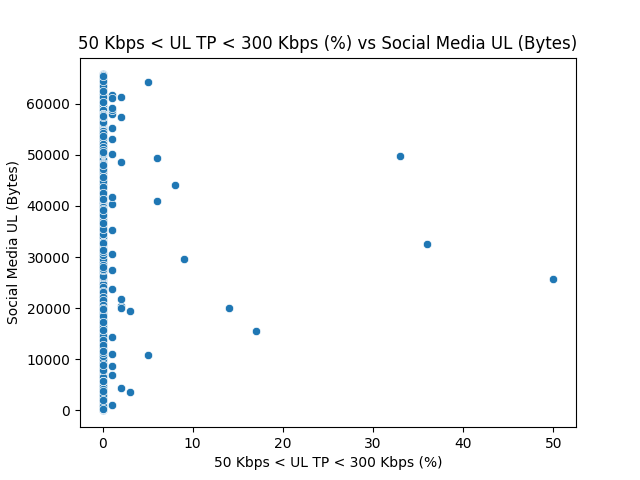 50 Kbps < UL TP < 300 Kbps (%) vs Social Media UL (Bytes)
Social Media UL (Bytes)
60000
50000
40000
30000
20000
10000
0
0 10 20 30 40 50
50 Kbps < UL TP < 300 Kbps (%)